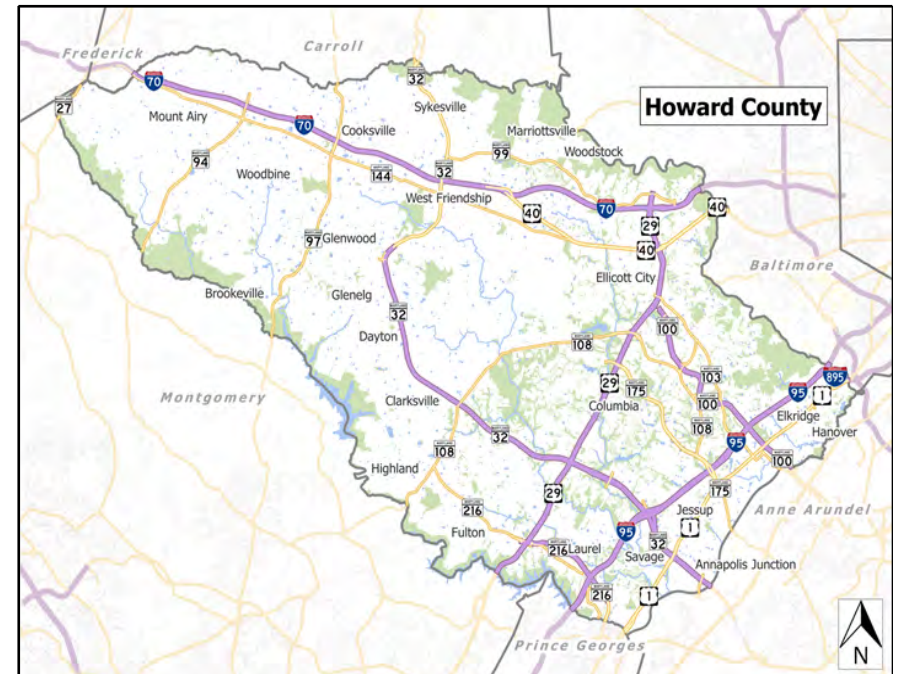 Carroll
Frederick
70
32
27
Mount Airy
Sykesville
Howard County
70
Cooksville
Marriottsville
94
99
Woodstock
144
32
Woodbine
West Friendship
70
40
40
29
97
Glenwood
40
Ellicott City
Baltimore
Brookeville
Glenelg
32
100
Dayton
108
103
895
29
175
95
Montgomery
Clarksville
Columbia
100
1
Elkridge
108
Hanover
32
95
108
100
Highland
29
175
216
Jessup
Anne Arundel
Fulton
95
1
216
Laurel
32
Savage
Annapolis Junction
216
1
Prince Georges
N